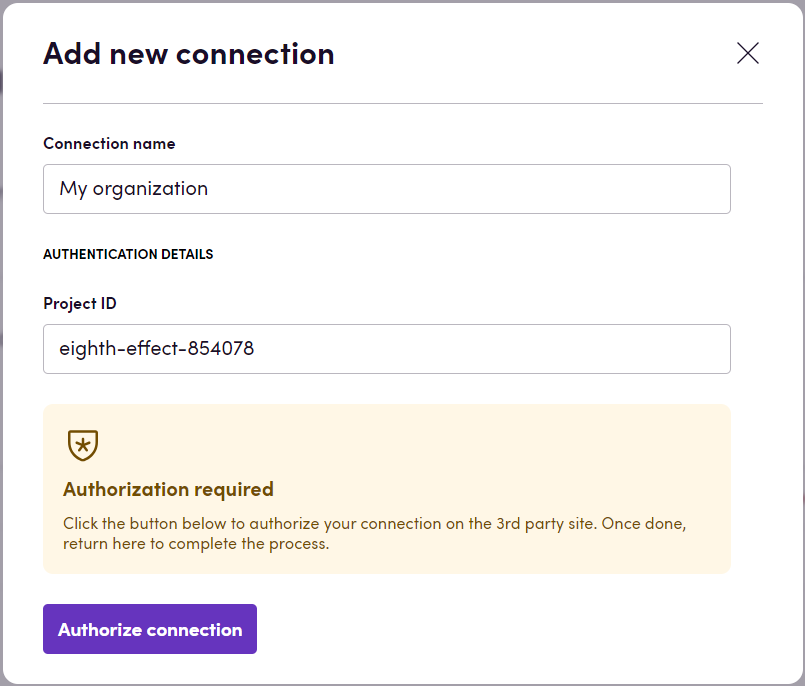 Add new connection
Connection name
My organization
AUTHENTICATION DETAILS
Project ID
eighth-effect-854078
Authorization required
Click the button below to authorize your connection on the 3rd party site. Once done,
return here to complete the process.
Authorize connection